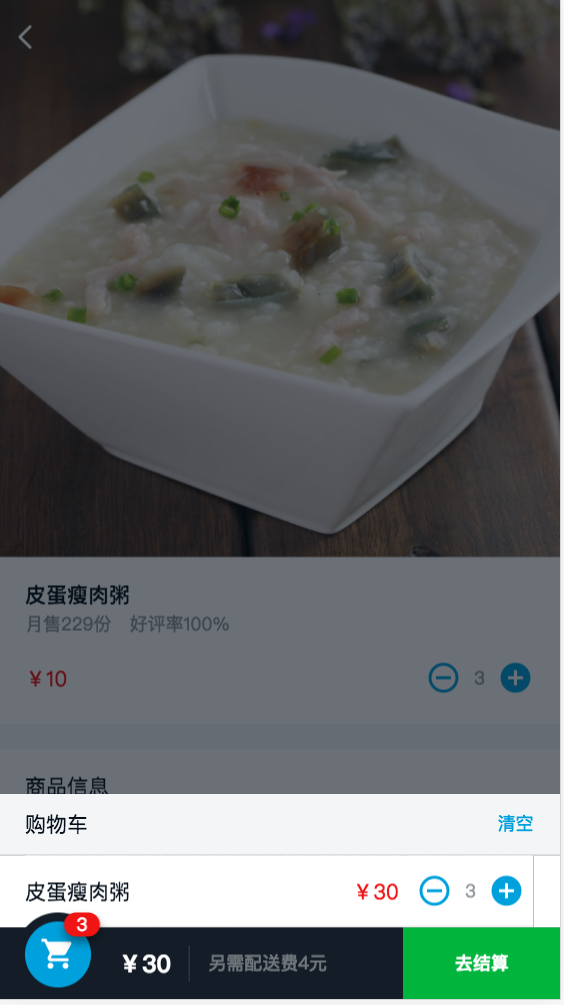 皮蛋瘦肉粥
月售229份 好评率100%
￥10
3
商品信息
购物车 清空
皮蛋瘦肉粥 ￥30 3
3
￥30 另需配送费4元 去结算